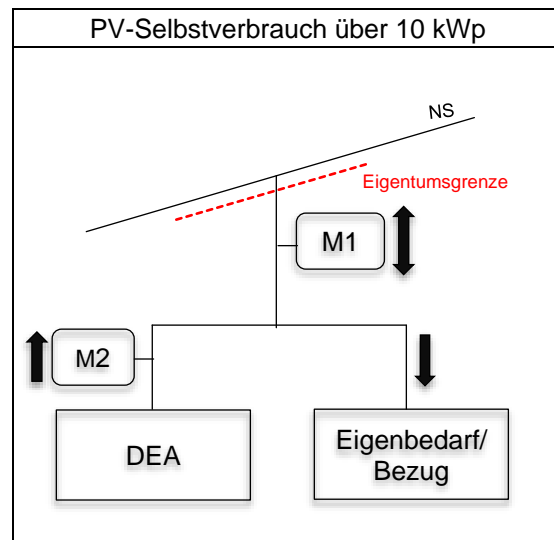 PV-Selbstverbrauch über 10 kWp
NS
Eigentumsgrenze
M1
M2
DEA
Eigenbedarf/
Bezug